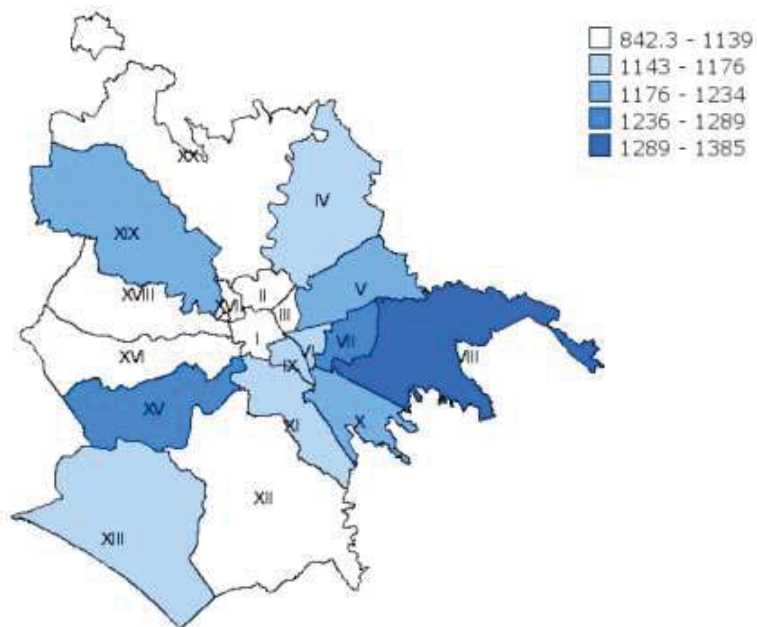 842.3 - 1139
1143 - 1176
1176 - 1234
1236 - 1289
1289 - 1385
XX
IV
XIX
V
II
XVIII
XVII
III
I
VII
VI
VIII
XVI
IX
XV
X
XI
XII
XIII